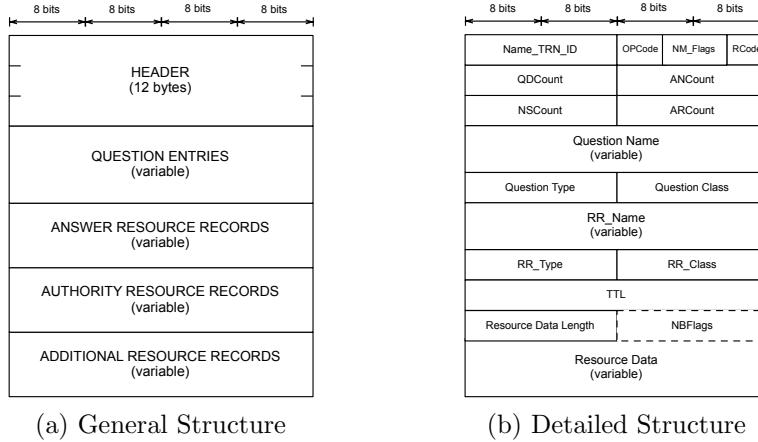 8 bits 8 bits 8 bits 8 bits
HEADER
(12 bytes)
QUESTION ENTRIES
(variable)
ANSWER RESOURCE RECORDS
(variable)
AUTHORITY RESOURCE RECORDS
(variable)
ADDITIONAL RESOURCE RECORDS
(variable)
(a) General Structure
8 bits 8 bits 8 bits 8 bits
Name_TRN_ID OPCode NM_Flags RCode
QDCount ANCount
NSCount ARCount
Question Name
(variable)
Question Type Question Class
RR_Name
(variable)
RR_Type RR_Class
TTL
Resource Data Length NBFlags
Resource Data
(variable)
(b) Detailed Structure